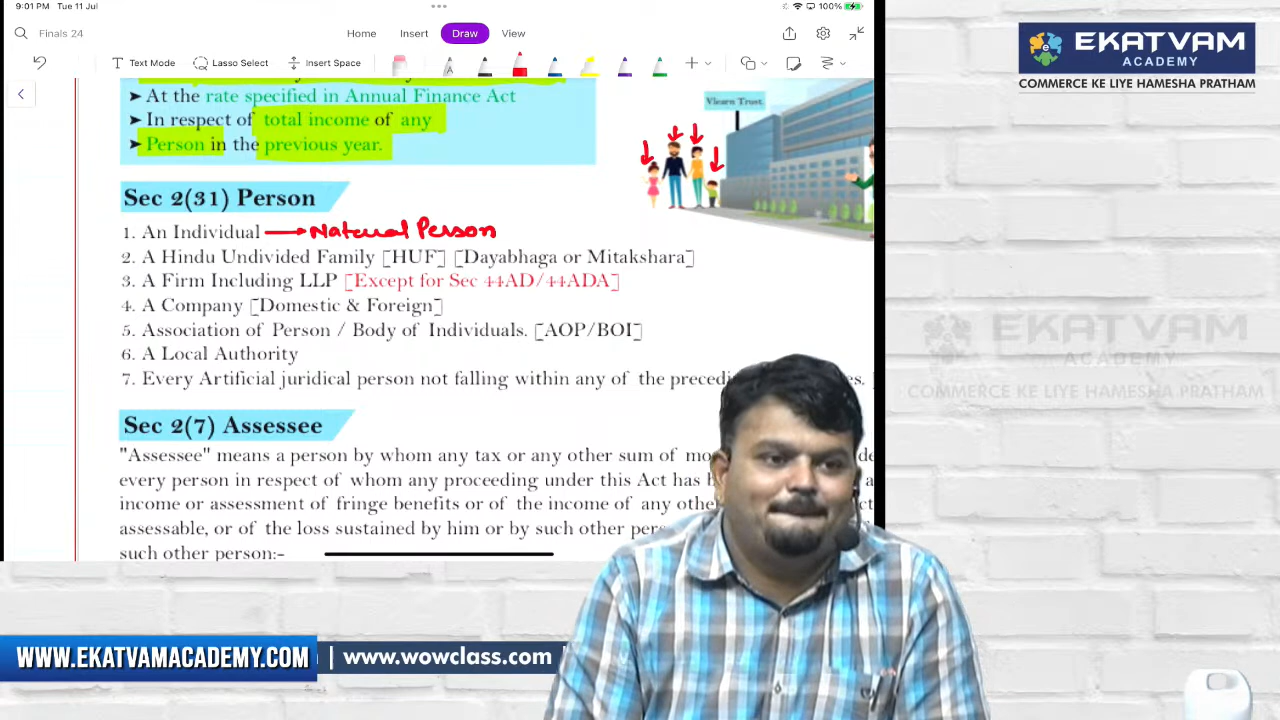 9:01 PM Tue 11 Jul
100%
Finals 24
Home Insert Draw View
Text Mode Lasso Select Insert Space
EKATVAM
ACADEMY
COMMERCE KE LIYE HAMESHA PRATHAM
➤ At the rate specified in Annual Finance Act
➤ In respect of total income of any
➤ Person in the previous year.
Vlearn Trust.
Sec 2(31) Person
1. An Individual → Natural Person
2. A Hindu Undivided Family [HUF] [Dayabhaga or Mitakshara]
3. A Firm Including LLP [Except for Sec 44AD/44ADA]
4. A Company [Domestic & Foreign]
5. Association of Person / Body of Individuals. [AOP/BOI]
6. A Local Authority
7. Every Artificial juridical person not falling within any of the
EKATVAM
ACADEMY
COMMERCE KE LIYE HAMESHA PRATHAM
Sec 2(7) Assessee
"Assessee" means a person by whom any tax or any other sum of
every person in respect of whom any proceeding under this Act has
income or assessment of fringe benefits or of the income of any
assessable, or of the loss sustained by him or by such other
such other person:-
WWW.EKATVAMACADEMY.COM | www.wowclass.com